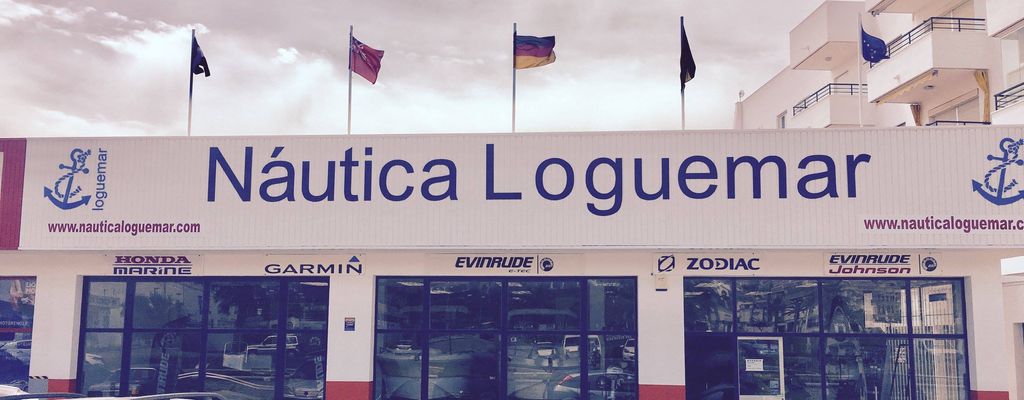 Náutica Loguemar
loguemar
www.nauticaloguemar.com
www.nauticaloguemar.c
HONDA
MARINE
GARMIN
EVINRUDE
E-TEC
ZODIAC
EVINRUDE
Johnson